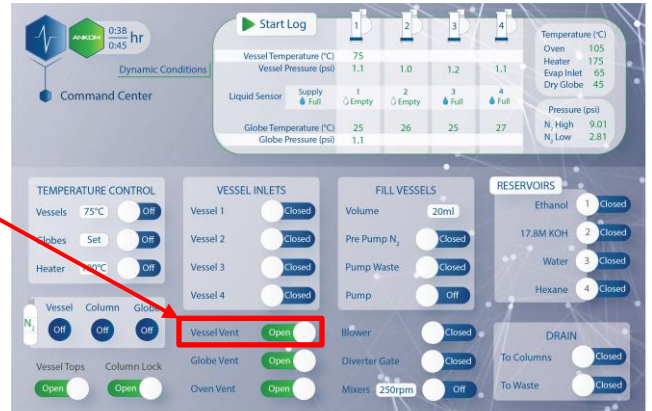 ANKOM 0:38 0:45 hr
Dynamic Conditions
Command Center
Start Log 1 2 3 4
Vessel Temperature (°C) 75
Vessel Pressure (psi) 1.1 1.0 1.2 1.1
Liquid Sensor Supply Full 1 Empty 2 Empty 3 Full 4 Full
Globe Temperature (°C) 25 26 25 27
Globe Pressure (psi) 1.1
Temperature (°C)
Oven 105
Heater 175
Evap Inlet 65
Dry Globe 45
Pressure (psi)
N₂ High 9.01
N₂ Low 2.81
TEMPERATURE CONTROL
Vessels 75°C Off
Globes Set Off
Heater 180°C Off
N₂
Vessel Column Globe
Off Off Off
Vessel Tops Column Lock
Open Open
VESSEL INLETS
Vessel 1 Closed
Vessel 2 Closed
Vessel 3 Closed
Vessel 4 Closed
Vessel Vent Open
Globe Vent Open
Oven Vent Open
FILL VESSELS
Volume 20ml
Pre Pump N₂ Closed
Pump Waste Closed
Pump Off
Blower Closed
Diverter Gate Closed
Mixers 250rpm Off
RESERVOIRS
Ethanol 1 Closed
17.8M KOH 2 Closed
Water 3 Closed
Hexane 4 Closed
DRAIN
To Columns Closed
To Waste Closed